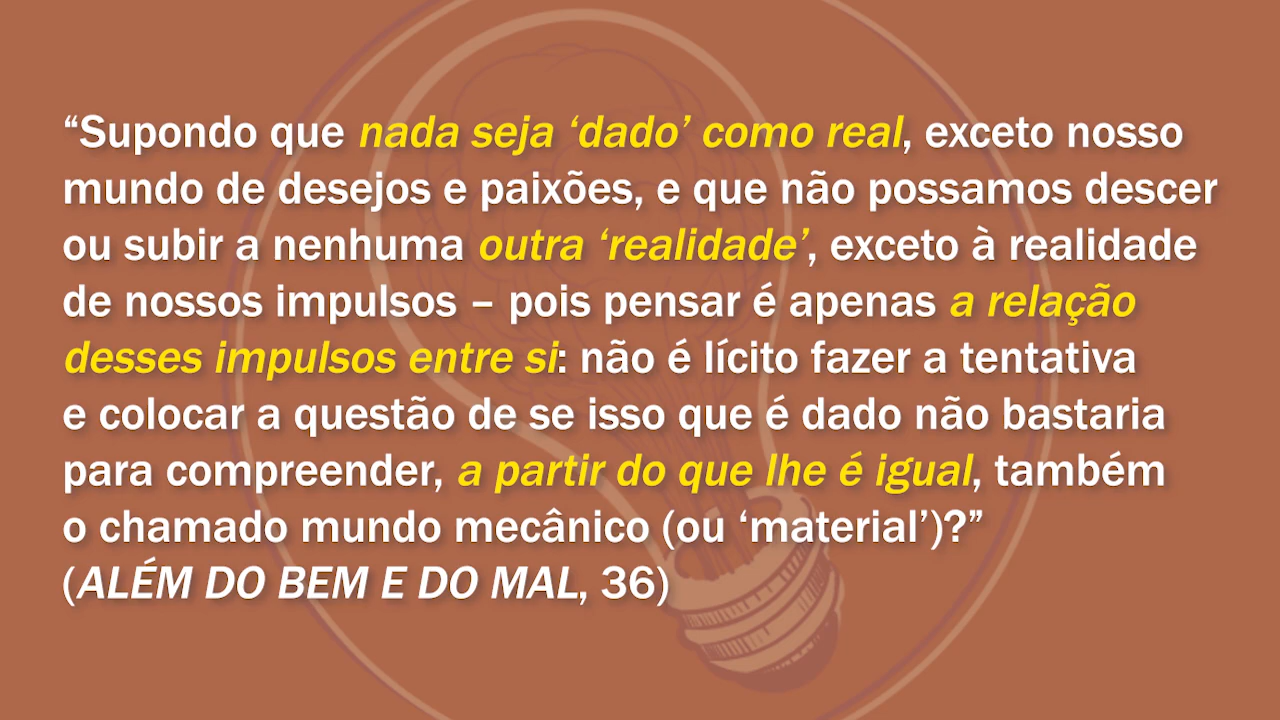 “Supondo que nada seja ‘dado’ como real, exceto nosso
mundo de desejos e paixões, e que não possamos descer
ou subir a nenhuma outra ‘realidade’, exceto à realidade
de nossos impulsos – pois pensar é apenas a relação
desses impulsos entre si: não é lícito fazer a tentativa
e colocar a questão de se isso que é dado não bastaria
para compreender, a partir do que lhe é igual, também
o chamado mundo mecânico (ou ‘material’)?”
(ALÉM DO BEM E DO MAL, 36)